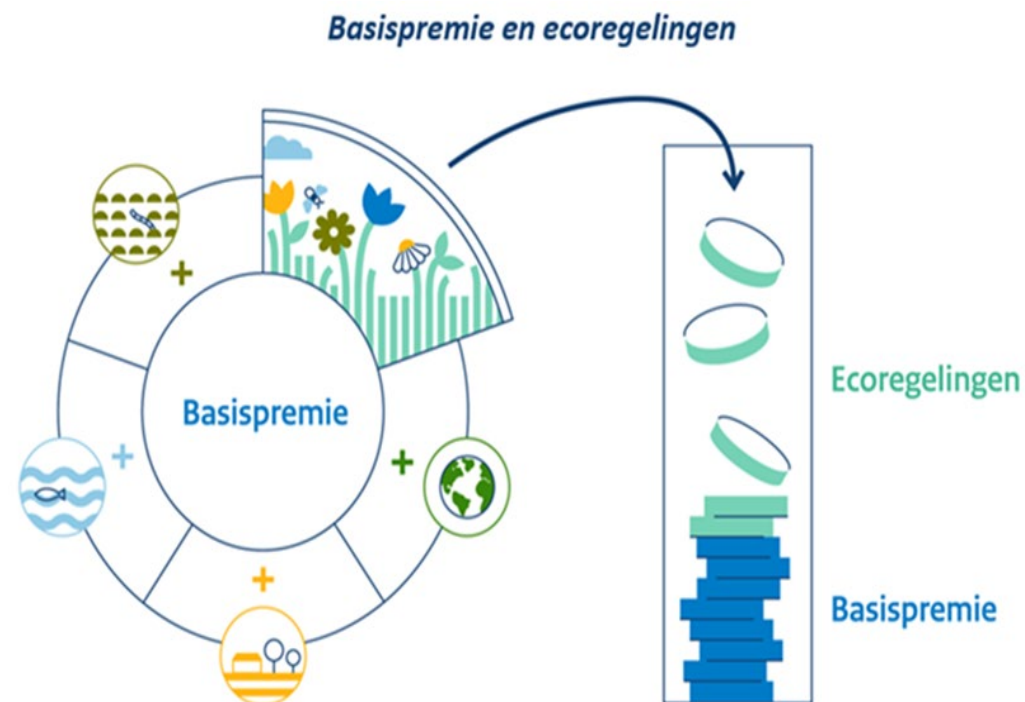 Basispremie en ecoregelingen
Basispremie
+
+
+
+
Ecoregelingen
Basispremie